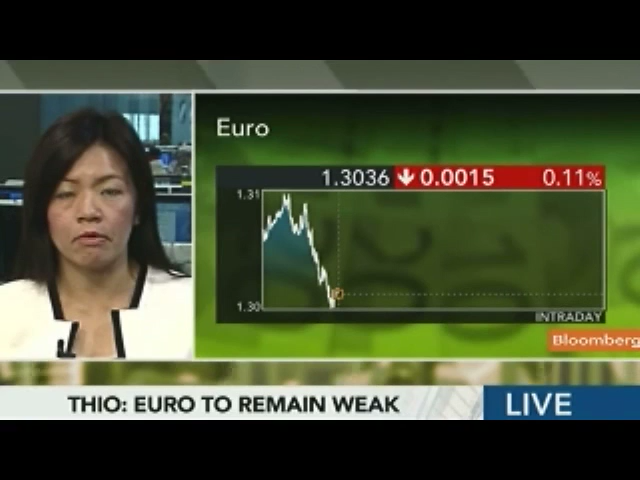 Euro
1.3036 0.0015 0.11%
1.31
1.30
INTRADAY
Bloomberg
THIO: EURO TO REMAIN WEAK
LIVE